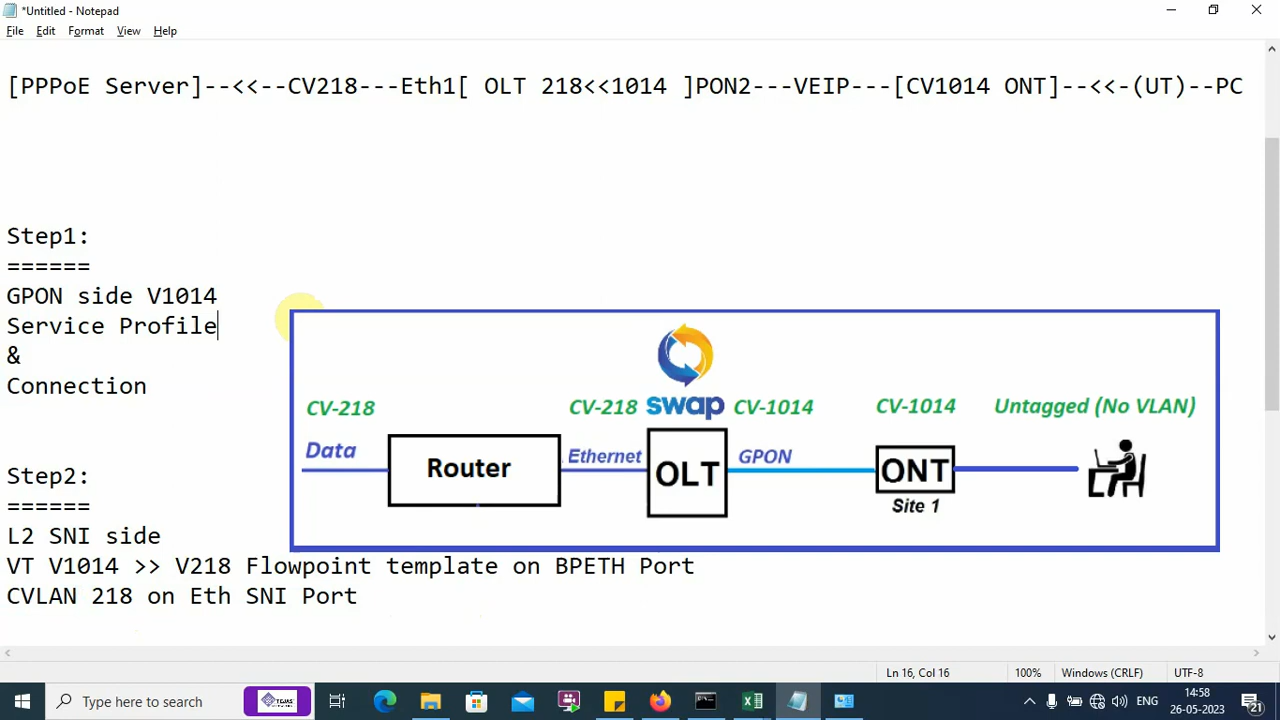 *Untitled - Notepad
File Edit Format View Help
[PPPoE Server]--<<--CV218---Eth1[ OLT 218<<1014 ]PON2---VEIP---[CV1014 ONT]--<<-(UT)--PC
Step1:
======
GPON side V1014
Service Profile
&
Connection
Step2:
======
L2 SNI side
VT V1014 >> V218 Flowpoint template on BPETH Port
CVLAN 218 on Eth SNI Port
CV-218
CV-218
swap
CV-1014
CV-1014
Untagged (No VLAN)
Data
Router
Ethernet
OLT
GPON
ONT
Site 1
Ln 16, Col 16
100%
Windows (CRLF)
UTF-8
Type here to search
ENG
14:58
26-05-2023
21